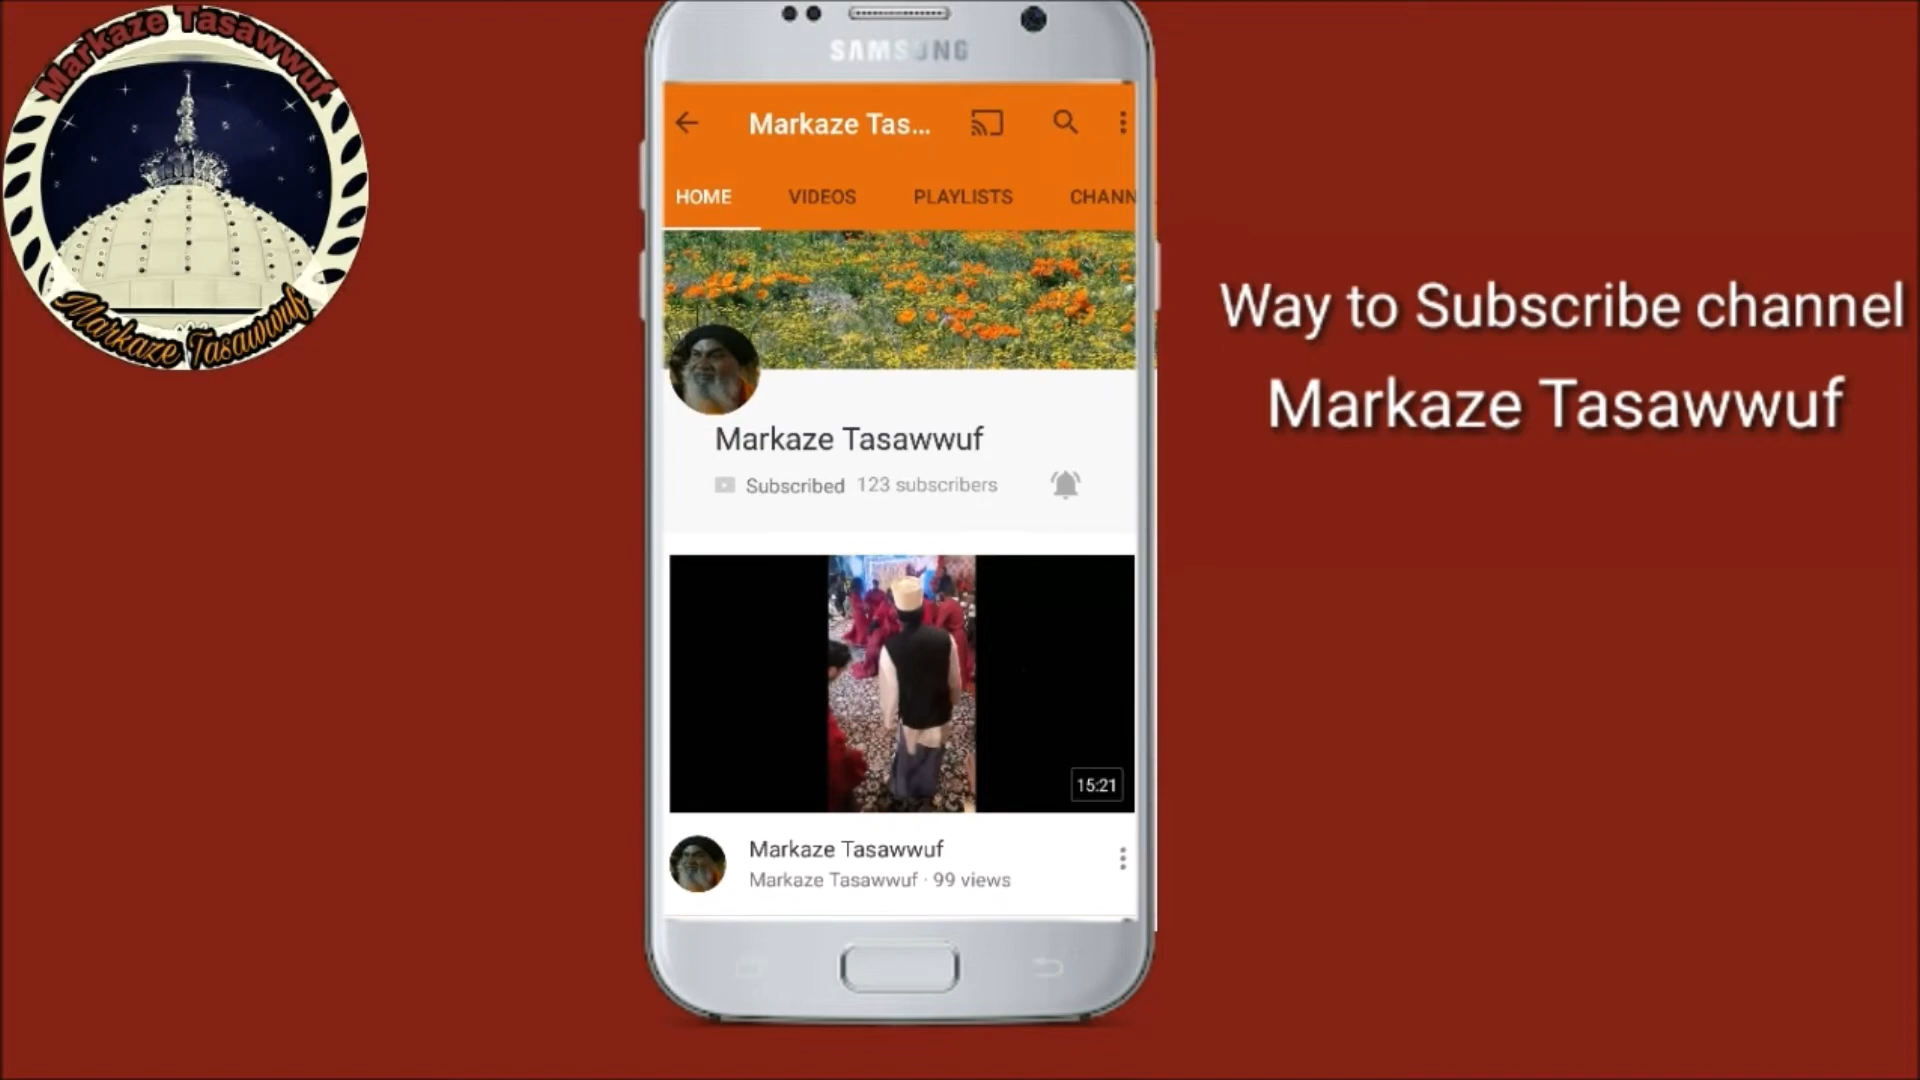 Markaze Tasawwuf
Markaze Tasawwuf
SAMSUNG
Markaze Tas...
HOME VIDEOS PLAYLISTS CHANN
Markaze Tasawwuf
Subscribed 123 subscribers
15:21
Markaze Tasawwuf
Markaze Tasawwuf · 99 views
Way to Subscribe channel
Markaze Tasawwuf